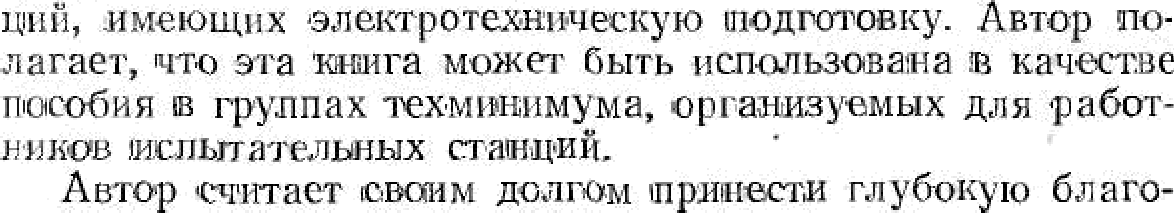 ций, имеющих электротехническую подготовку. Автор по-
лагает, что эта книга может быть использована в качестве
пособия в группах техминимума, организуемых для работ-
ников испытательных станций.
Автор считает своим долгом принести глубокую благо-